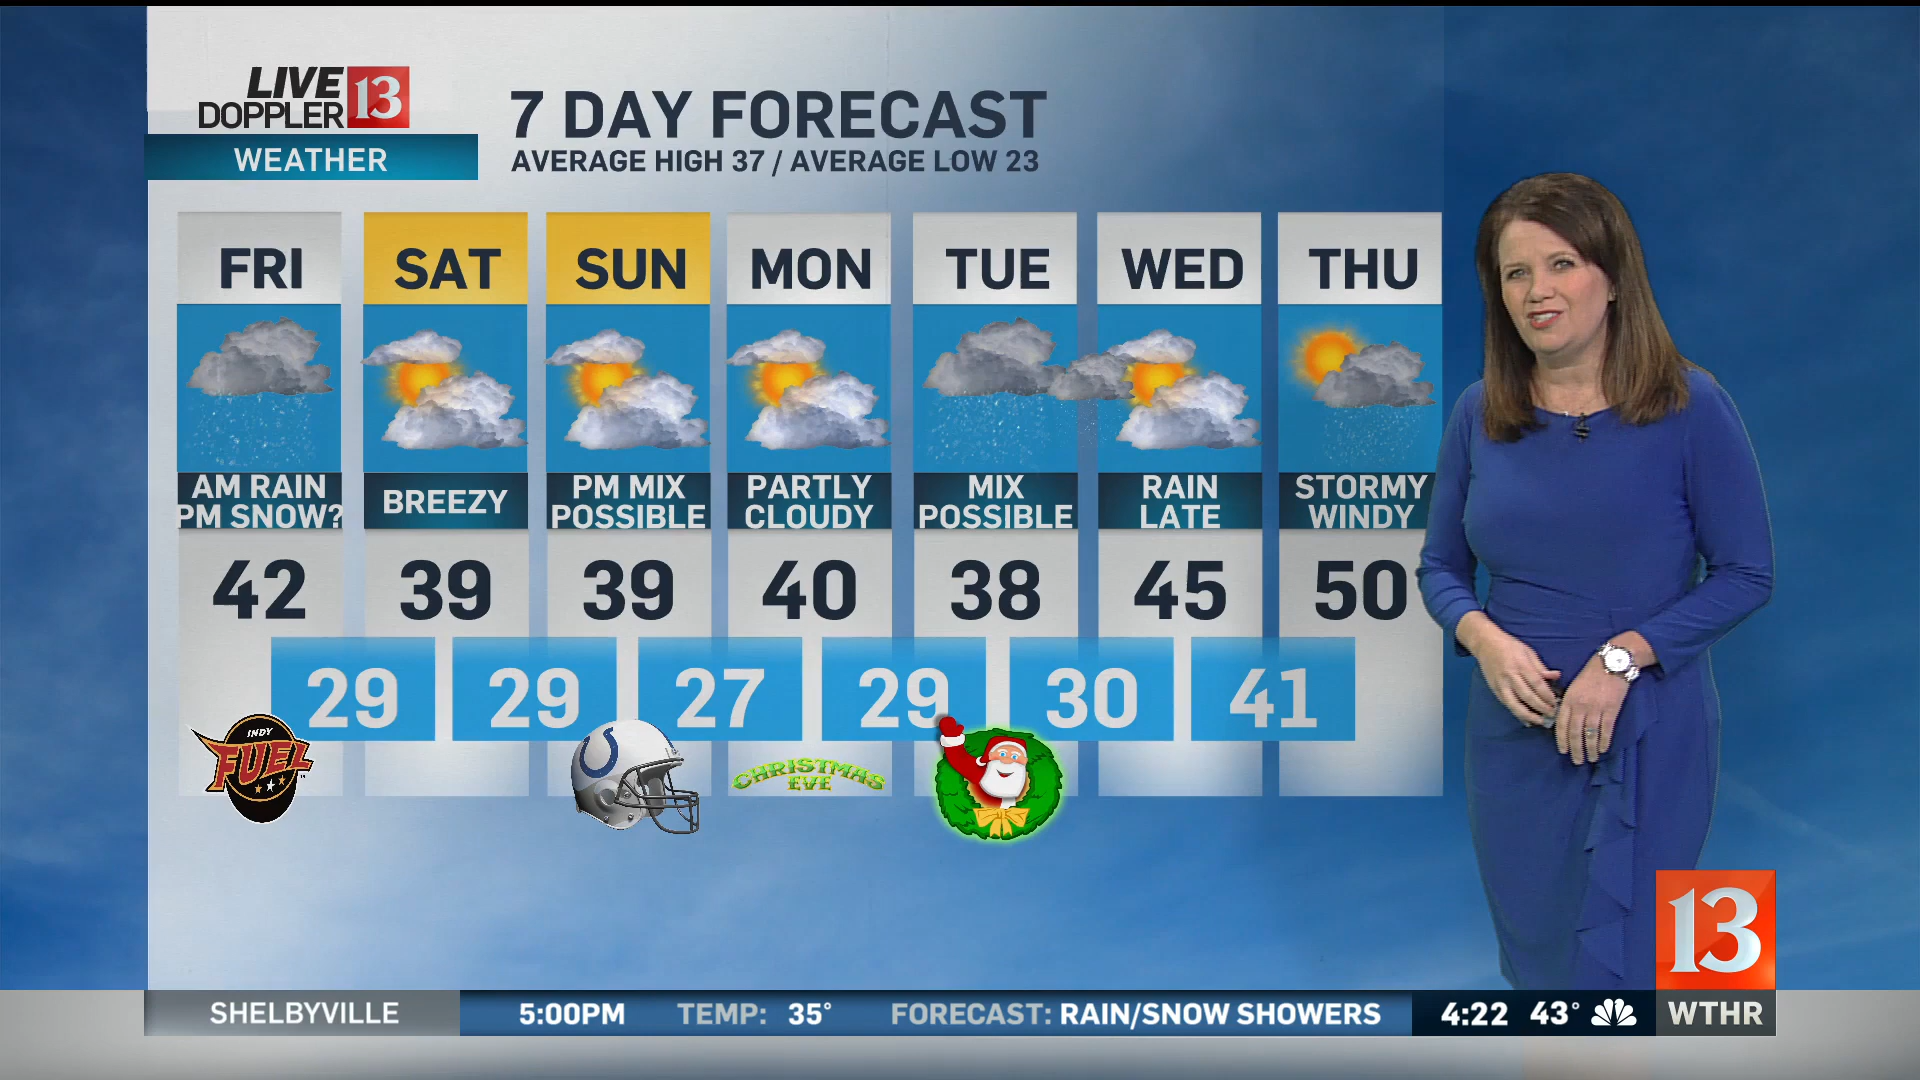 LIVE
DOPPLER 13
WEATHER
7 DAY FORECAST
AVERAGE HIGH 37 / AVERAGE LOW 23
FRI SAT SUN MON TUE WED THU
AM RAIN
PM SNOW?
BREEZY
PM MIX
POSSIBLE
PARTLY
CLOUDY
MIX
POSSIBLE
RAIN
LATE
STORMY
WINDY
42 39 39 40 38 45 50
29 29 27 29 30 41
INDY
FUEL
CHRISTMAS
EVE
13
SHELBYVILLE 5:00PM TEMP: 35° FORECAST: RAIN/SNOW SHOWERS 4:22 43° WTHR